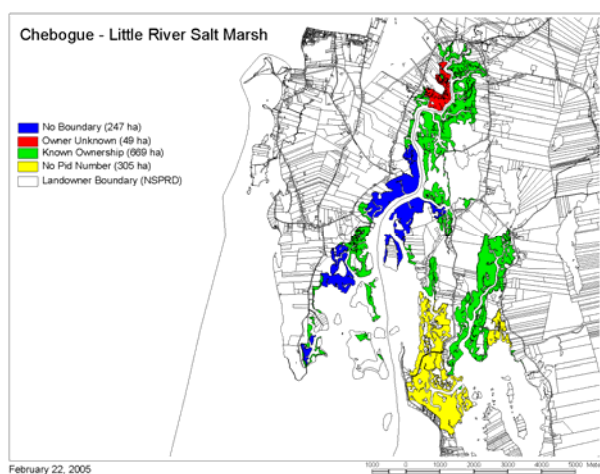 Chebogue - Little River Salt Marsh
No Boundary (247 ha)
Owner Unknown (49 ha)
Known Ownership (669 ha)
No Pid Number (305 ha)
Landowner Boundary (NSPRD)
February 22, 2005
1000 0 1000 2000 3000 4000 5000 Mete